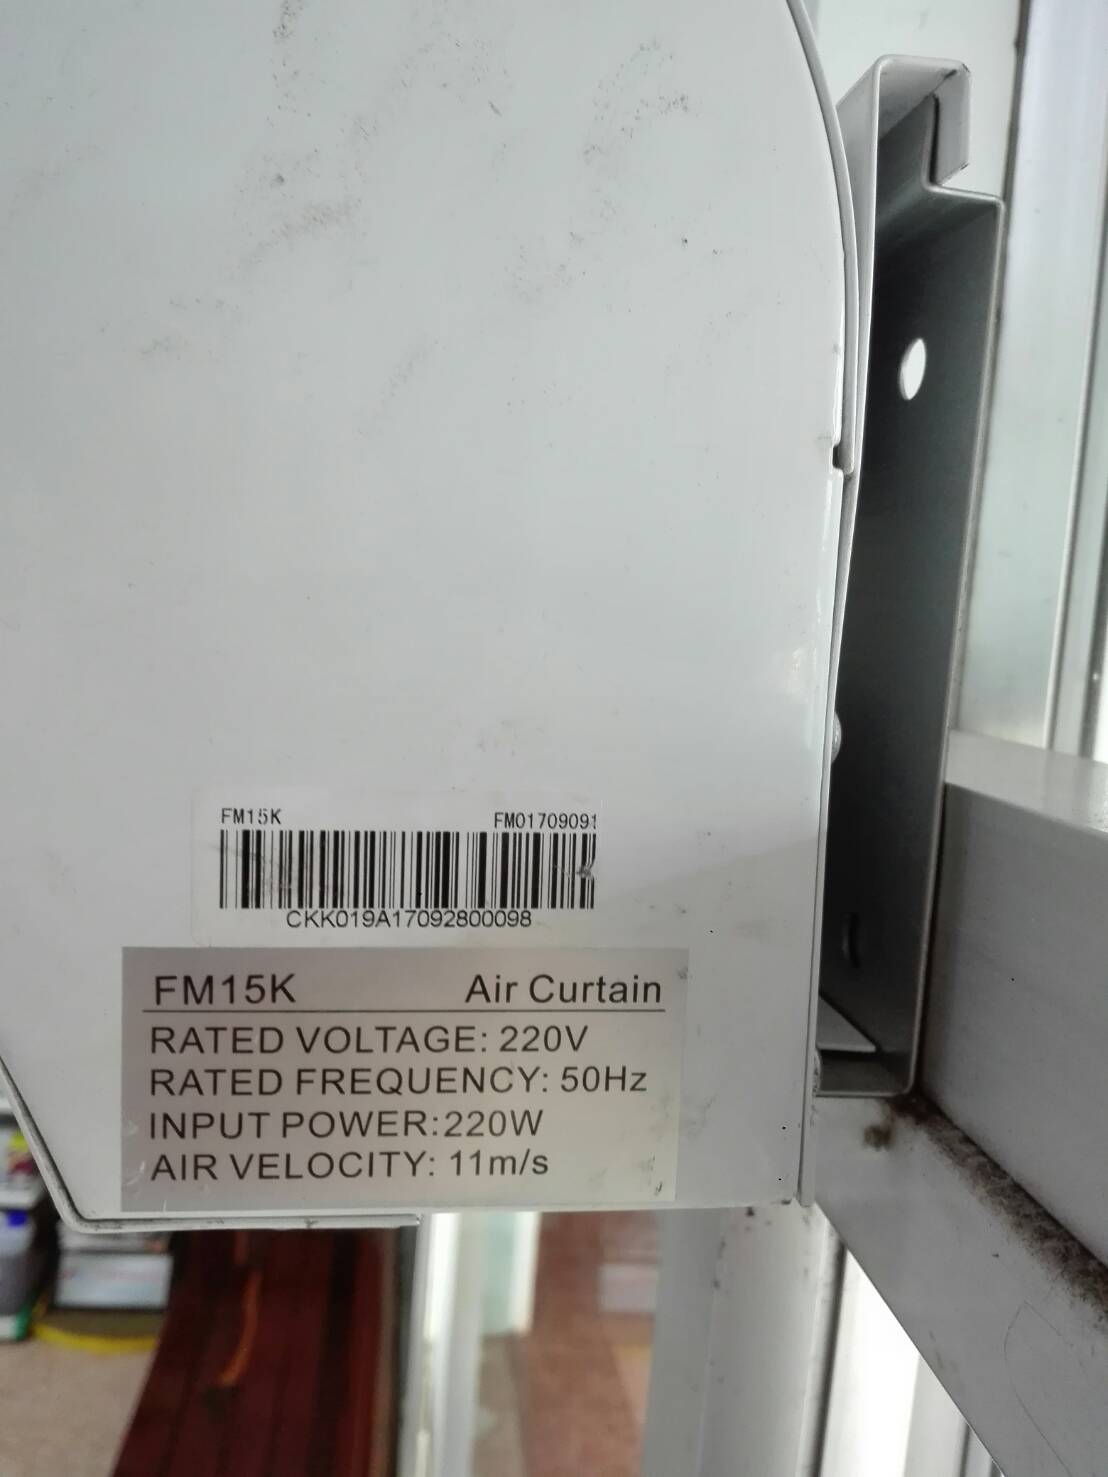 FM15K FM01709091
CKK019A17092800098
FM15K Air Curtain
RATED VOLTAGE: 220V
RATED FREQUENCY: 50Hz
INPUT POWER:220W
AIR VELOCITY: 11m/s